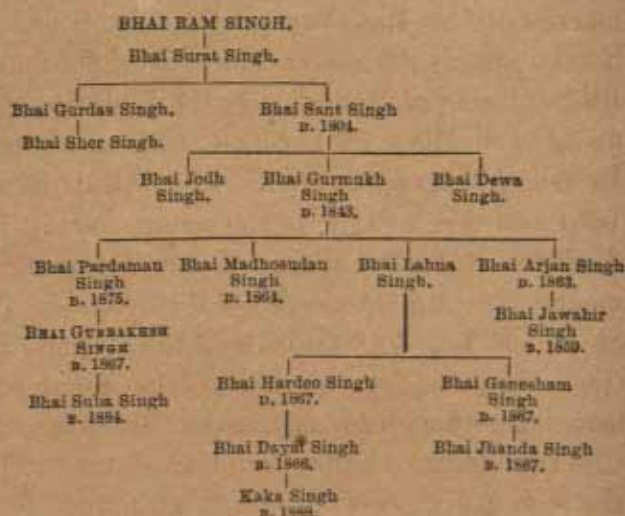 BHAI RAM SINGH.
Bhai Surat Singh.
Bhai Gurdas Singh. Bhai Sant Singh
D. 1804.
Bhai Sher Singh.
Bhai Jodh Bhai Gurmukh Bhai Dewa
Singh. Singh Singh.
D. 1843.
Bhai Pardaman Bhai Madhosudan Bhai Lahna Bhai Arjan Singh
Singh Singh Singh. D. 1863.
D. 1875. D. 1864.
Bhai Jawahir
Singh
B. 1859.
BHAI GURBAKHSH
SINGH
B. 1867.
Bhai Hardeo Singh Bhai Ganesham
D. 1867. Singh
D. 1867.
Bhai Suba Singh
B. 1884.
Bhai Dayal Singh Bhai Jhanda Singh
B. 1866. B. 1867.
Kaka Singh
B. 1888.